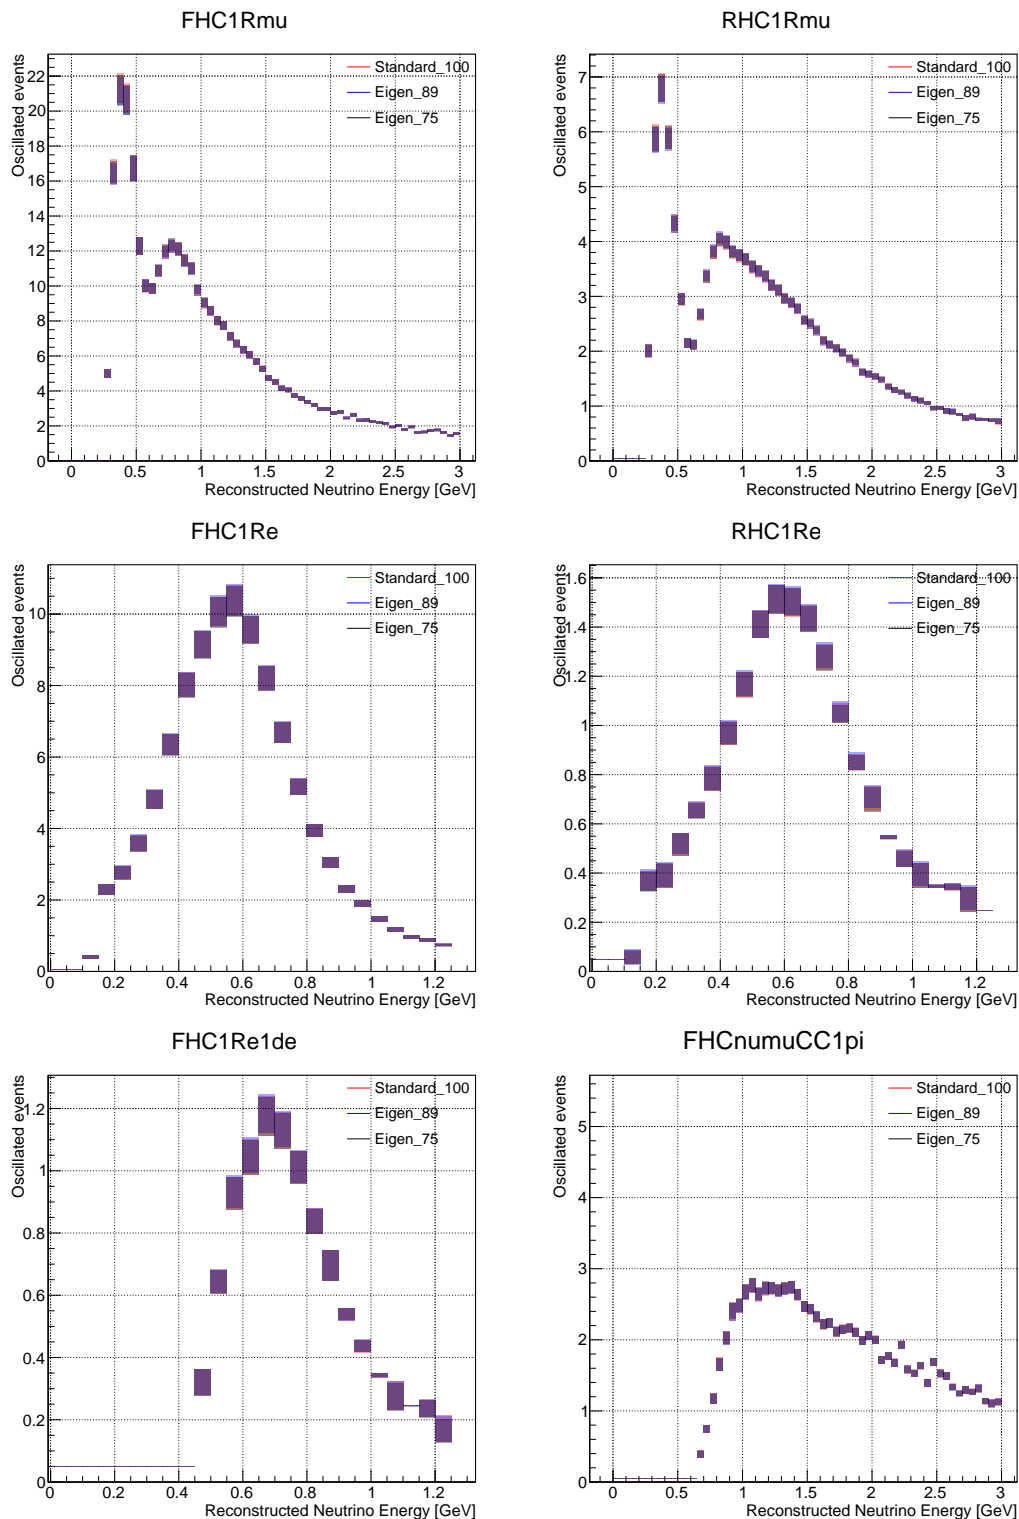 FHC1Rmu
Oscillated events
Standard_100
Eigen_89
Eigen_75
22
20
18
16
14
12
10
8
6
4
2
0
0 0.5 1 1.5 2 2.5 3
Reconstructed Neutrino Energy [GeV]
RHC1Rmu
Oscillated events
Standard_100
Eigen_89
Eigen_75
7
6
5
4
3
2
1
0
0 0.5 1 1.5 2 2.5 3
Reconstructed Neutrino Energy [GeV]
FHC1Re
Oscillated events
Standard_100
Eigen_89
Eigen_75
10
8
6
4
2
0
0 0.2 0.4 0.6 0.8 1 1.2
Reconstructed Neutrino Energy [GeV]
RHC1Re
Oscillated events
Standard_100
Eigen_89
Eigen_75
1.6
1.4
1.2
1
0.8
0.6
0.4
0.2
0
0 0.2 0.4 0.6 0.8 1 1.2
Reconstructed Neutrino Energy [GeV]
FHC1Re1de
Oscillated events
Standard_100
Eigen_89
Eigen_75
1.2
1
0.8
0.6
0.4
0.2
0
0 0.2 0.4 0.6 0.8 1 1.2
Reconstructed Neutrino Energy [GeV]
FHCnumuCC1pi
Oscillated events
Standard_100
Eigen_89
Eigen_75
5
4
3
2
1
0
0 0.5 1 1.5 2 2.5 3
Reconstructed Neutrino Energy [GeV]